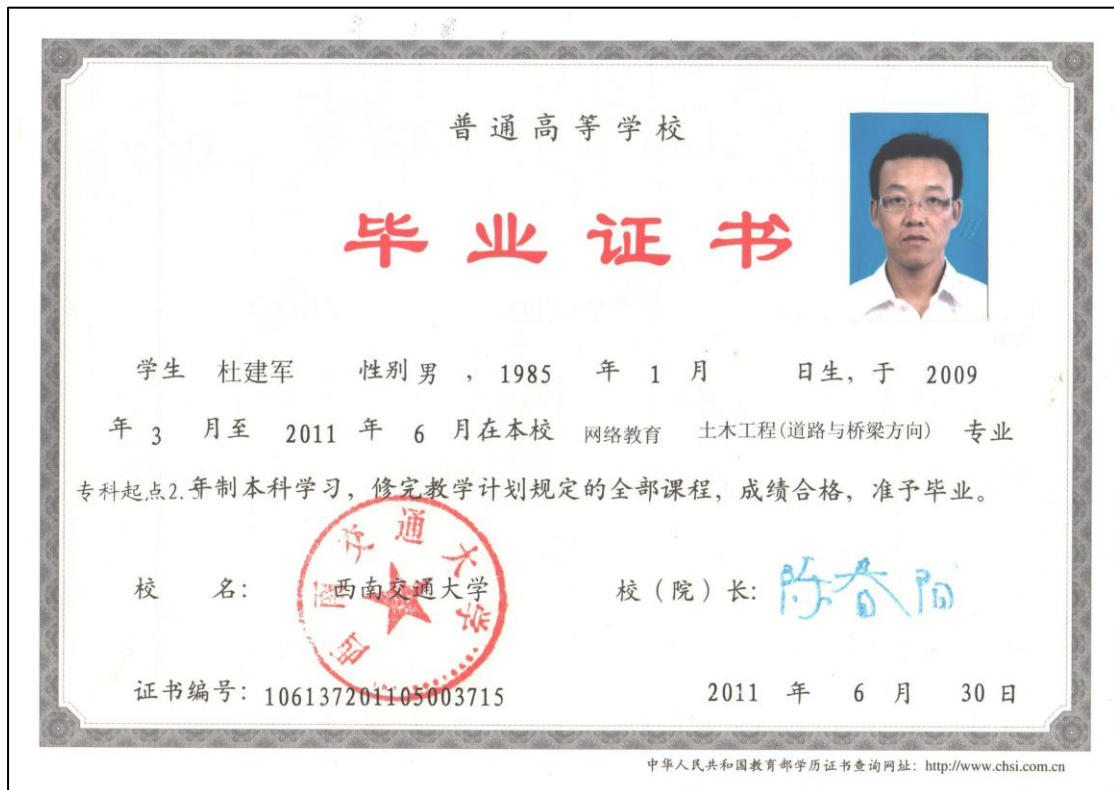 普通高等学校
毕业证书
学生 杜建军 性别 男 ，1985 年 1 月 日生，于 2009
年 3 月至 2011 年 6 月在本校 网络教育 土木工程(道路与桥梁方向) 专业
专科起点2. 年制本科学习，修完教学计划规定的全部课程，成绩合格，准予毕业。
西南交通大学
校 名： 西南交通大学 校（院）长： 陈春阳
证书编号： 106137201105003715 2011 年 6 月 30 日
中华人民共和国教育部学历证书查询网址： http://www.chsi.com.cn